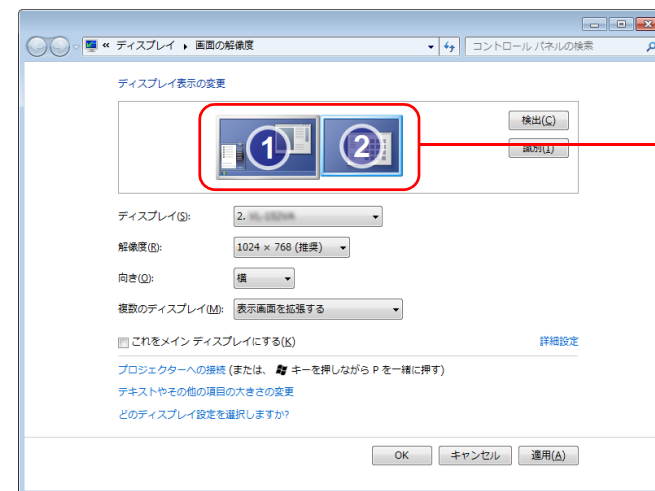 « ディスプレイ ▸ 画面の解像度
コントロール パネルの検索
ディスプレイ表示の変更
1
2
検出(C)
識別(I)
ディスプレイ(S):
2.
解像度(R):
1024 × 768 (推奨)
向き(O):
横
複数のディスプレイ(M):
表示画面を拡張する
これをメイン ディスプレイにする(K)
詳細設定
プロジェクターへの接続 (または、 キーを押しながら P を一緒に押す)
テキストやその他の項目の大きさの変更
どのディスプレイ設定を選択しますか?
OK
キャンセル
適用(A)